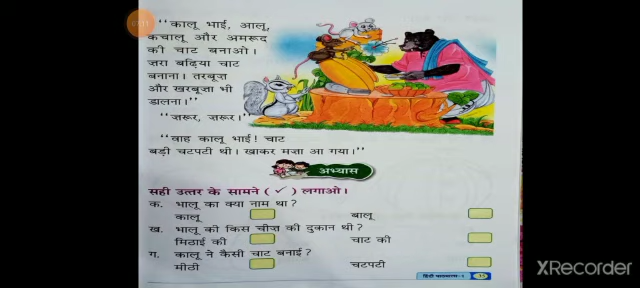 “कालू भाई, आलू,
कचालू और अमरूद
की चाट बनाओ।
ज़रा बढ़िया चाट
बनाना। तरबूज़
और खरबूज़ा भी
डालना।”
“ज़रूर, ज़रूर।”
“वाह कालू भाई! चाट
बड़ी चटपटी थी। खाकर मज़ा आ गया।”
अभ्यास
सही उत्तर के सामने (✓) लगाओ।
क. भालू का क्या नाम था?
कालू बालू
ख. भालू की किस चीज़ की दुकान थी?
मिठाई की चाट की
ग. कालू ने कैसी चाट बनाई?
मीठी चटपटी
हिंदी पाठमाला-1
XRecorder